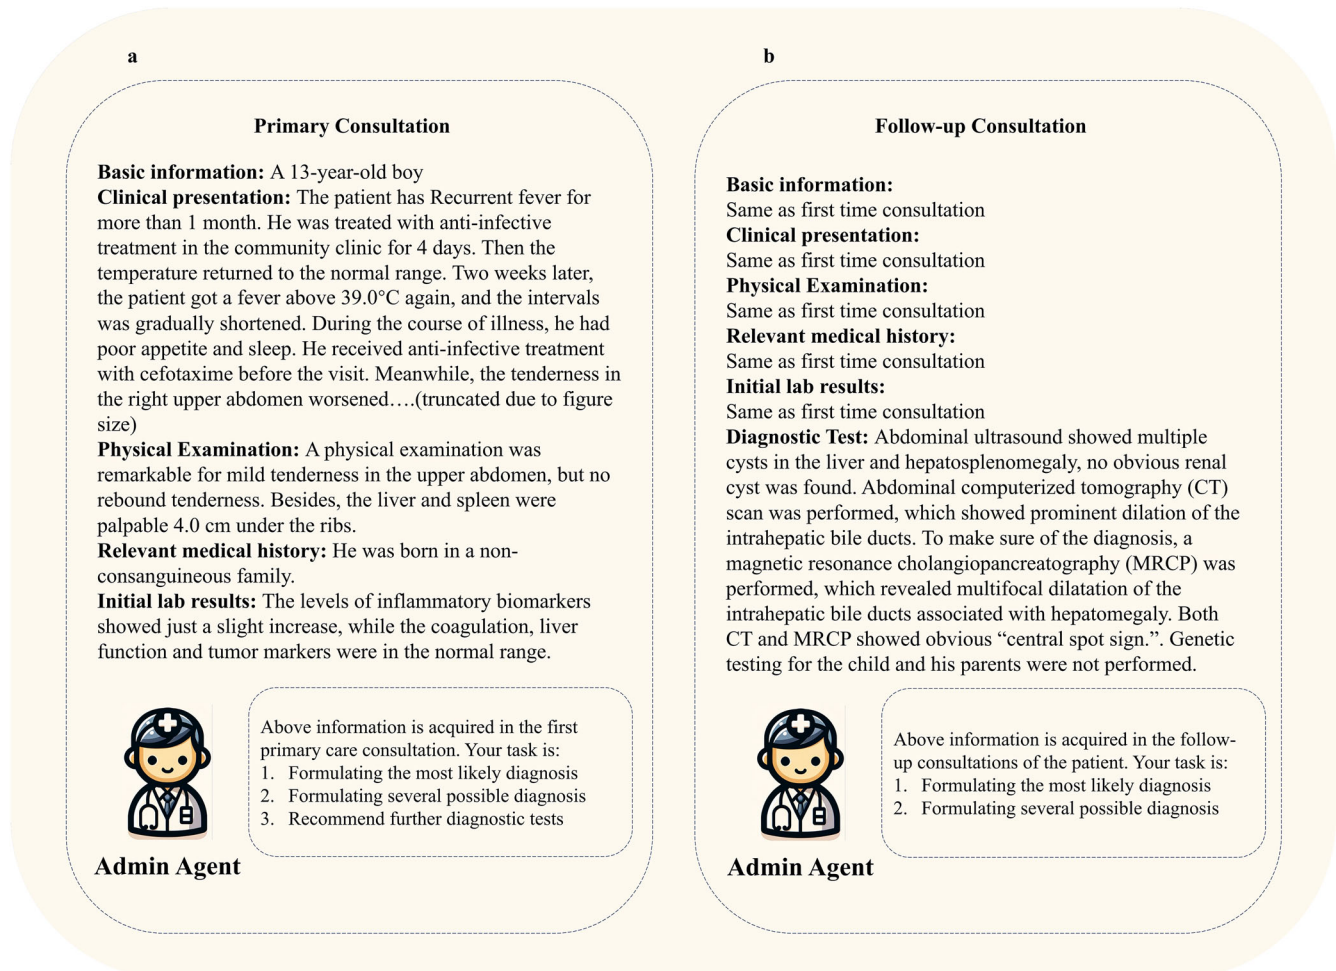 a
Primary Consultation
Basic information: A 13-year-old boy
Clinical presentation: The patient has Recurrent fever for
more than 1 month. He was treated with anti-infective
treatment in the community clinic for 4 days. Then the
temperature returned to the normal range. Two weeks later,
the patient got a fever above 39.0°C again, and the intervals
was gradually shortened. During the course of illness, he had
poor appetite and sleep. He received anti-infective treatment
with cefotaxime before the visit. Meanwhile, the tenderness in
the right upper abdomen worsened….(truncated due to figure
size)
Physical Examination: A physical examination was
remarkable for mild tenderness in the upper abdomen, but no
rebound tenderness. Besides, the liver and spleen were
palpable 4.0 cm under the ribs.
Relevant medical history: He was born in a non-
consanguineous family.
Initial lab results: The levels of inflammatory biomarkers
showed just a slight increase, while the coagulation, liver
function and tumor markers were in the normal range.
Above information is acquired in the first
primary care consultation. Your task is:
1. Formulating the most likely diagnosis
2. Formulating several possible diagnosis
3. Recommend further diagnostic tests
Admin Agent
b
Follow-up Consultation
Basic information:
Same as first time consultation
Clinical presentation:
Same as first time consultation
Physical Examination:
Same as first time consultation
Relevant medical history:
Same as first time consultation
Initial lab results:
Same as first time consultation
Diagnostic Test: Abdominal ultrasound showed multiple
cysts in the liver and hepatosplenomegaly, no obvious renal
cyst was found. Abdominal computerized tomography (CT)
scan was performed, which showed prominent dilation of the
intrahepatic bile ducts. To make sure of the diagnosis, a
magnetic resonance cholangiopancreatography (MRCP) was
performed, which revealed multifocal dilatation of the
intrahepatic bile ducts associated with hepatomegaly. Both
CT and MRCP showed obvious “central spot sign.”. Genetic
testing for the child and his parents were not performed.
Above information is acquired in the follow-
up consultations of the patient. Your task is:
1. Formulating the most likely diagnosis
2. Formulating several possible diagnosis
Admin Agent